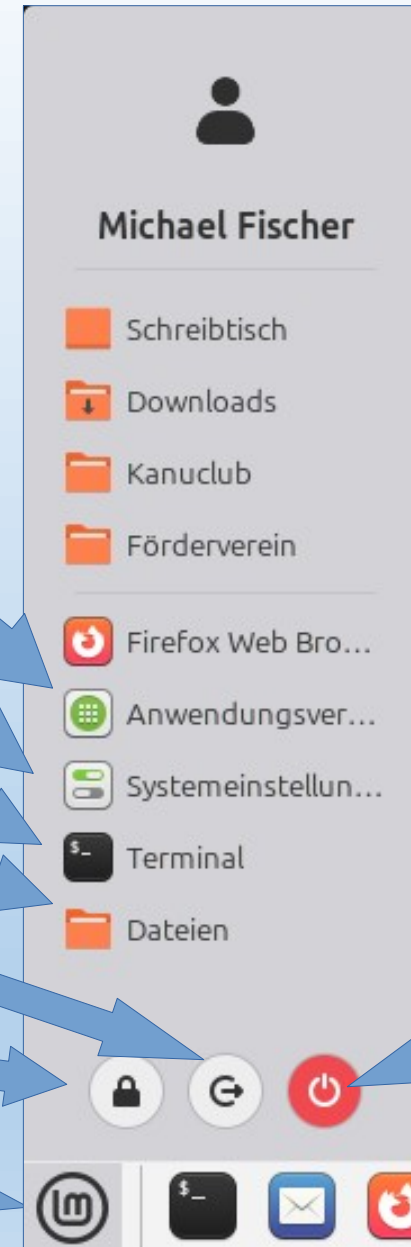 Michael Fischer
Schreibtisch
Downloads
Kanuclub
Förderverein
Firefox Web Bro...
Anwendungsver...
Systemeinstellun...
$_ Terminal
Dateien
$_